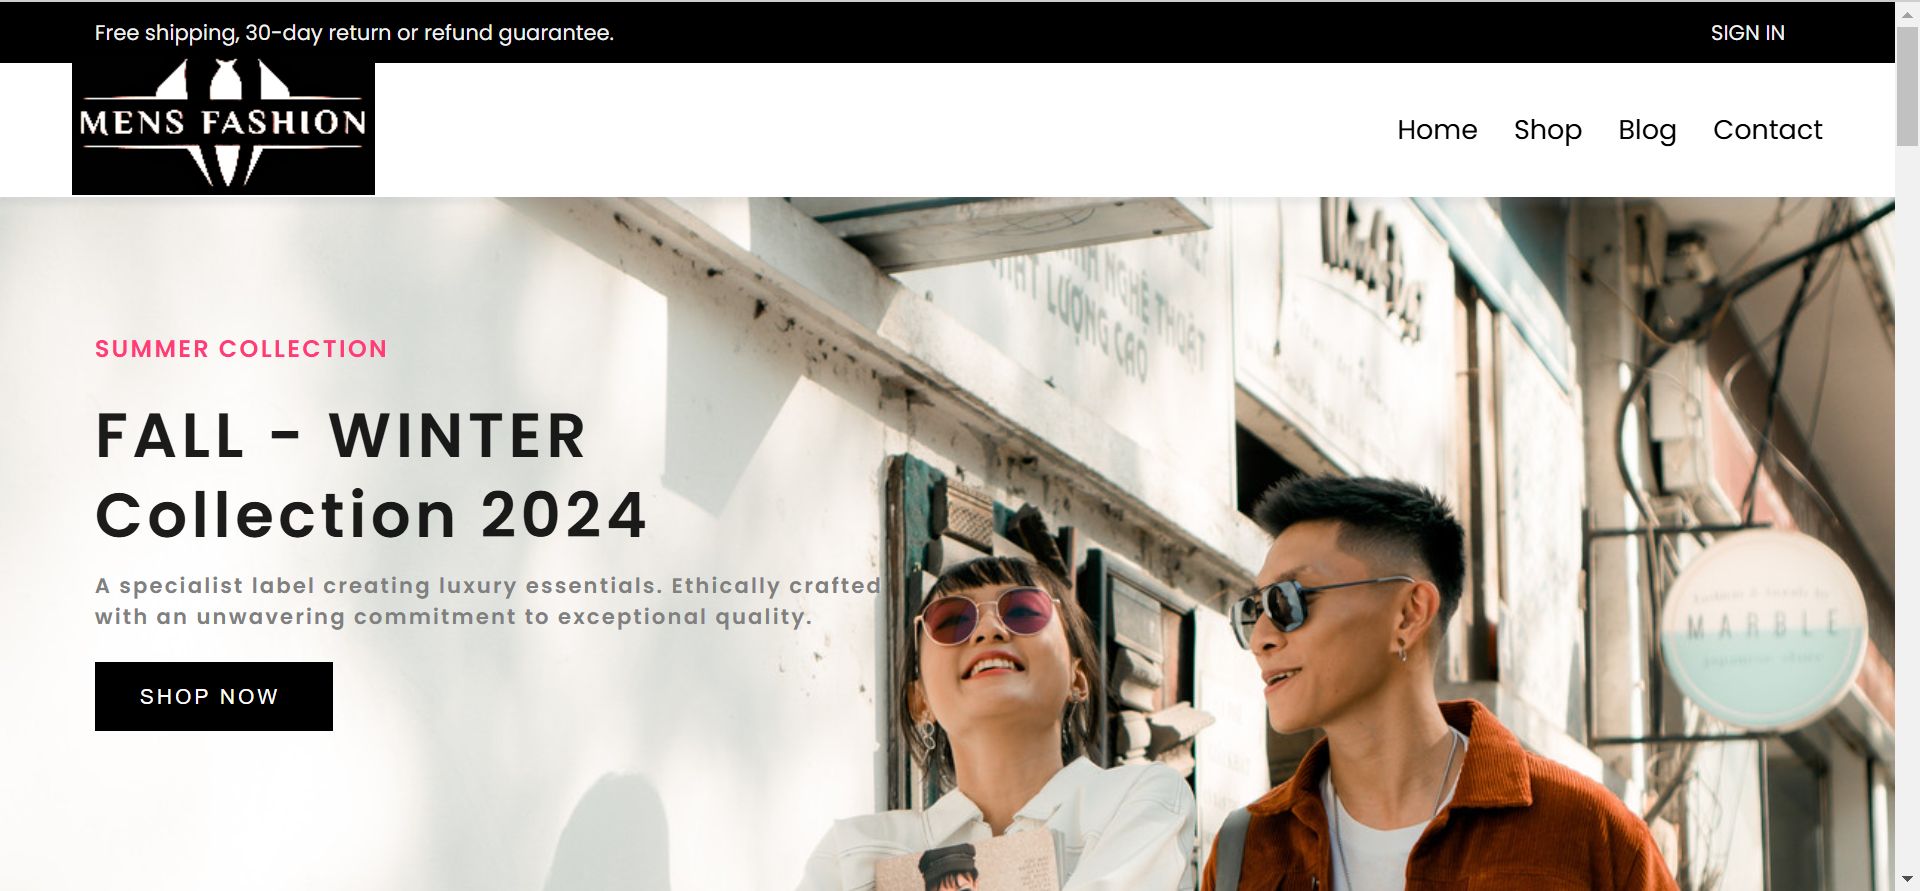 Free shipping, 30-day return or refund guarantee.
SIGN IN
MENS FASHION
Home
Shop
Blog
Contact
NGHỆ THUẬT
LƯỢNG CAO
SUMMER COLLECTION
FALL - WINTER
Collection 2024
A specialist label creating luxury essentials. Ethically crafted
with an unwavering commitment to exceptional quality.
SHOP NOW
MARBLE